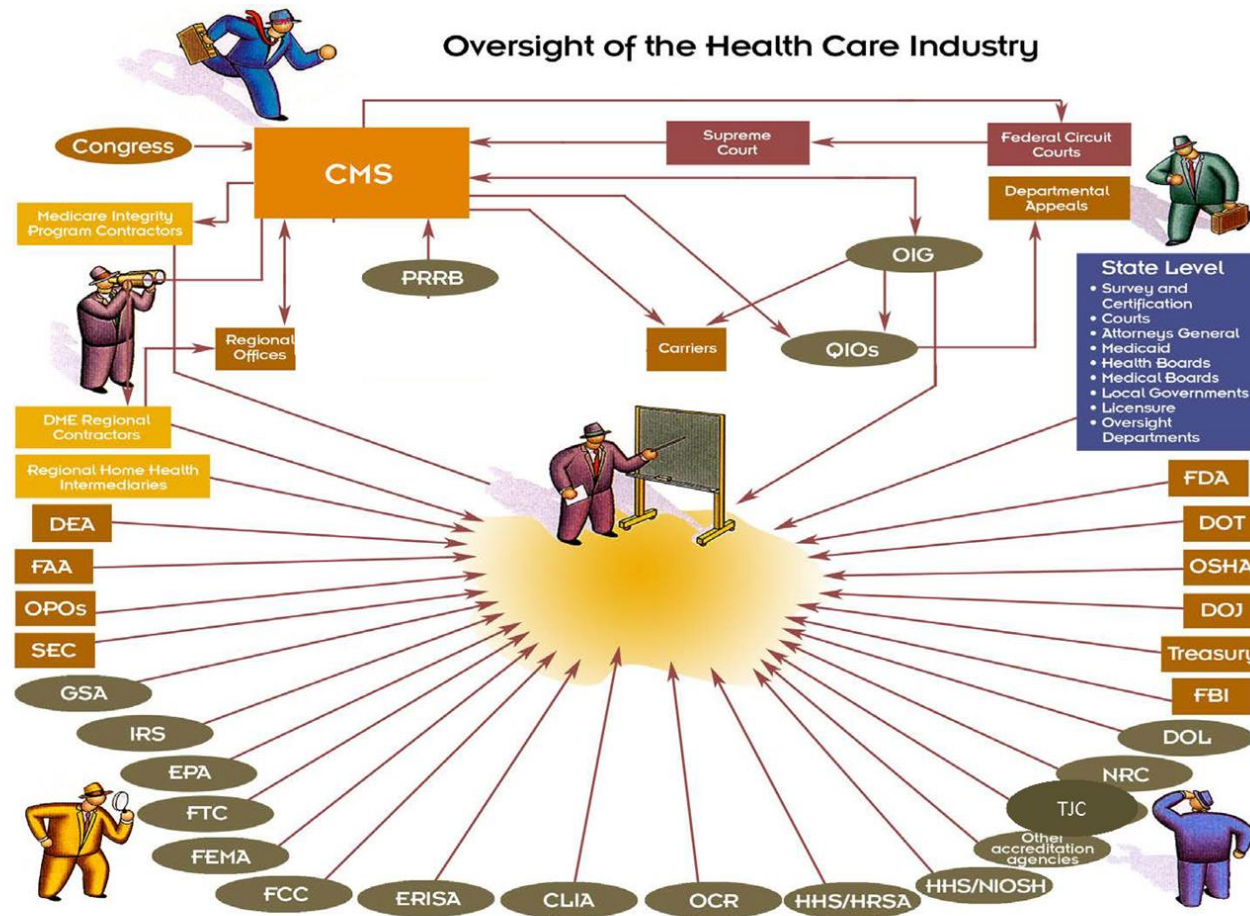 Oversight of the Health Care Industry
Congress
CMS
Supreme
Court
Federal Circuit
Courts
Departmental
Appeals
Medicare Integrity
Program Contractors
PRRB
OIG
Regional
Offices
Carriers
QIOs
State Level
• Survey and
Certification
• Courts
• Attorneys General
• Medicaid
• Health Boards
• Medical Boards
• Local Governments
• Licensure
• Oversight
Departments
DME Regional
Contractors
Regional Home Health
Intermediaries
DEA
FAA
OPOs
SEC
GSA
IRS
EPA
FTC
FEMA
FCC
ERISA
CLIA
OCR
HHS/HRSA
HHS/NIOSH
Other
accreditation
agencies
TJC
NRC
DOL
FBI
Treasury
DOJ
OSHA
DOT
FDA